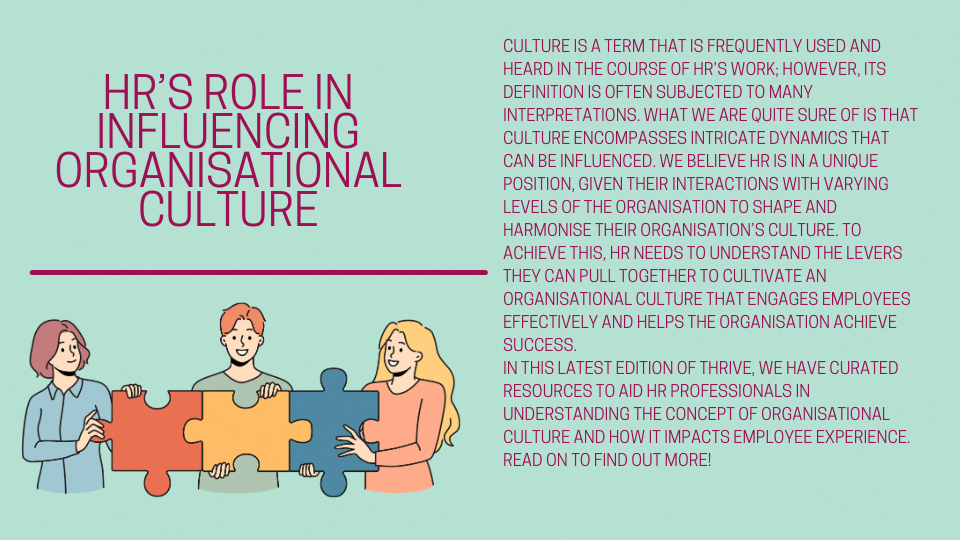 HR’S ROLE IN
INFLUENCING
ORGANISATIONAL
CULTURE
CULTURE IS A TERM THAT IS FREQUENTLY USED AND
HEARD IN THE COURSE OF HR’S WORK; HOWEVER, ITS
DEFINITION IS OFTEN SUBJECTED TO MANY
INTERPRETATIONS. WHAT WE ARE QUITE SURE OF IS THAT
CULTURE ENCOMPASSES INTRICATE DYNAMICS THAT
CAN BE INFLUENCED. WE BELIEVE HR IS IN A UNIQUE
POSITION, GIVEN THEIR INTERACTIONS WITH VARYING
LEVELS OF THE ORGANISATION TO SHAPE AND
HARMONISE THEIR ORGANISATION’S CULTURE. TO
ACHIEVE THIS, HR NEEDS TO UNDERSTAND THE LEVERS
THEY CAN PULL TOGETHER TO CULTIVATE AN
ORGANISATIONAL CULTURE THAT ENGAGES EMPLOYEES
EFFECTIVELY AND HELPS THE ORGANISATION ACHIEVE
SUCCESS.
IN THIS LATEST EDITION OF THRIVE, WE HAVE CURATED
RESOURCES TO AID HR PROFESSIONALS IN
UNDERSTANDING THE CONCEPT OF ORGANISATIONAL
CULTURE AND HOW IT IMPACTS EMPLOYEE EXPERIENCE.
READ ON TO FIND OUT MORE!